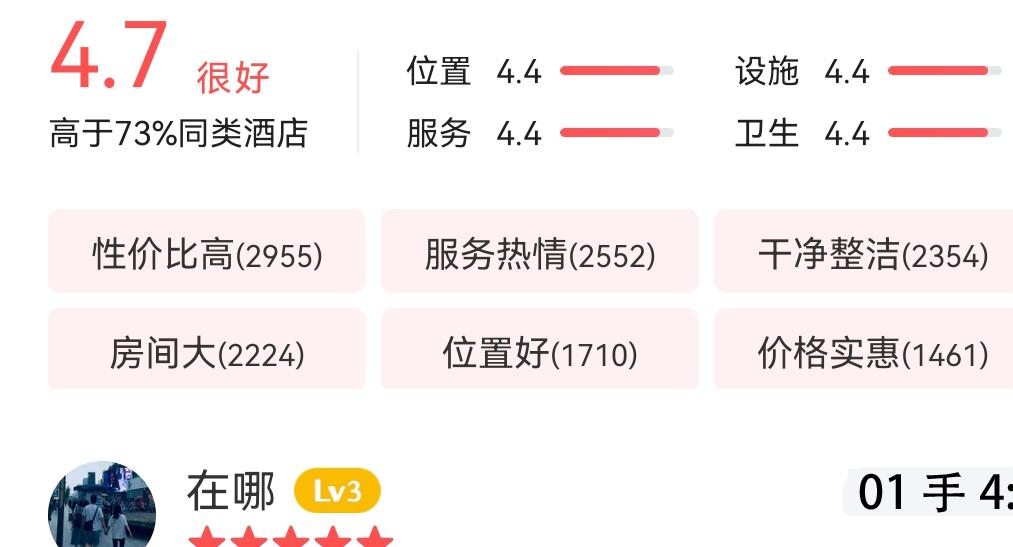 4.7 很好
高于73%同类酒店
位置 4.4 设施 4.4
服务 4.4 卫生 4.4
性价比高(2955) 服务热情(2552) 干净整洁(2354)
房间大(2224) 位置好(1710) 价格实惠(1461)
在哪 Lv3 01 手 4: